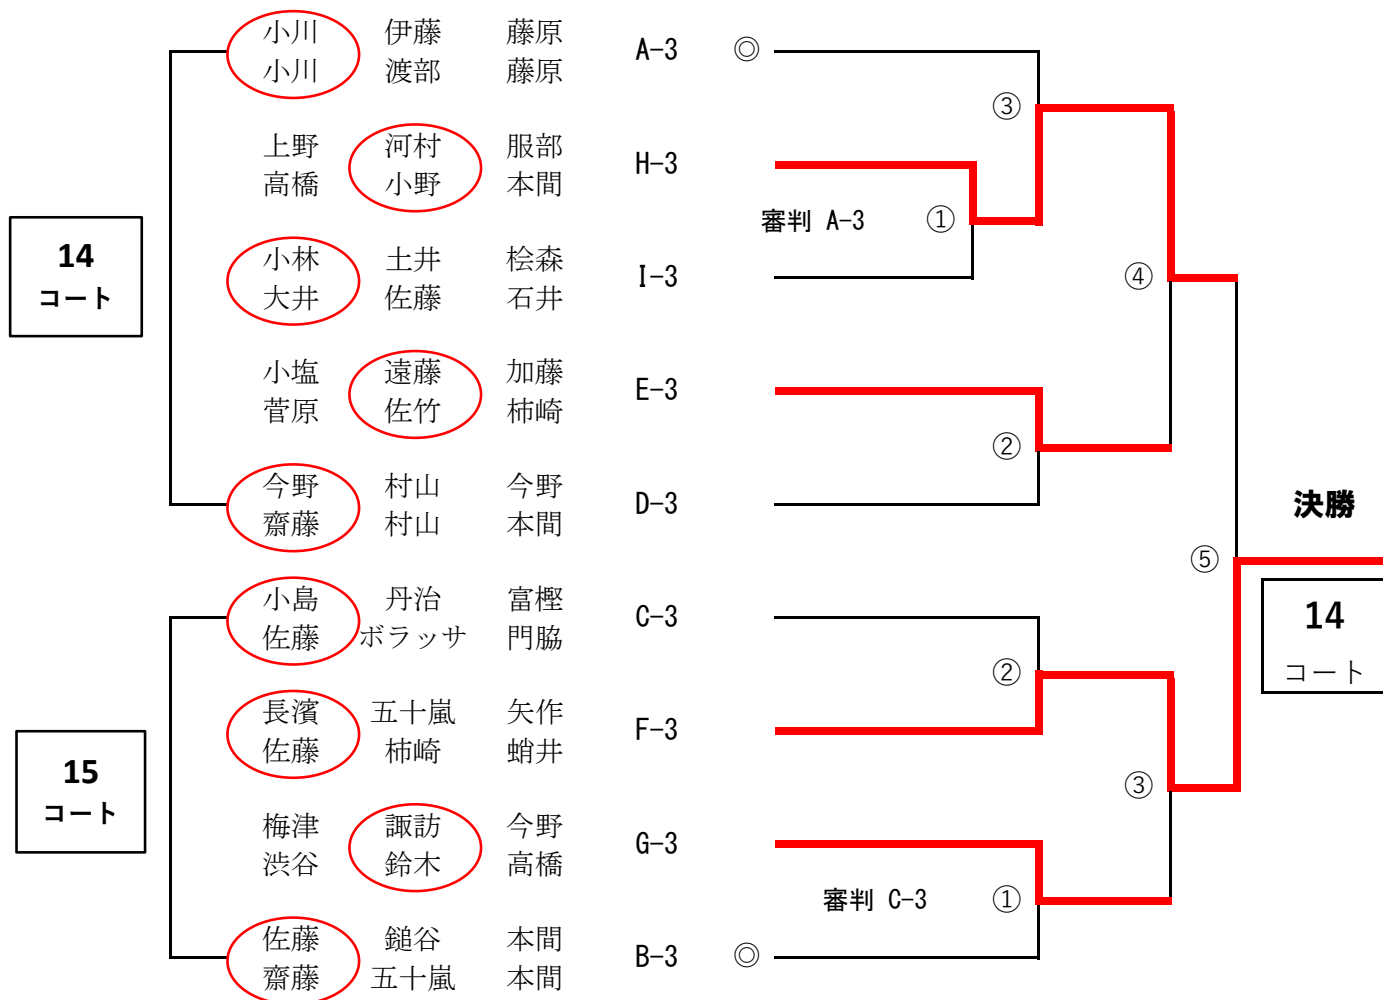 小川 伊藤 藤原
小川 渡部 藤原
A-3 ◎
③
上野 河村 服部
高橋 小野 本間
H-3
審判 A-3 ①
14
コート
小林 土井 桧森
大井 佐藤 石井
I-3
④
小塩 遠藤 加藤
菅原 佐竹 柿崎
E-3
②
今野 村山 今野
齋藤 村山 本間
D-3
決勝
⑤
14
コート
小島 丹治 富樫
佐藤 ボラッサ 門脇
C-3
②
長濱 五十嵐 矢作
佐藤 柿崎 蛸井
F-3
15
コート
③
梅津 諏訪 今野
渋谷 鈴木 高橋
G-3
審判 C-3 ①
佐藤 鎚谷 本間
齋藤 五十嵐 本間
B-3 ◎